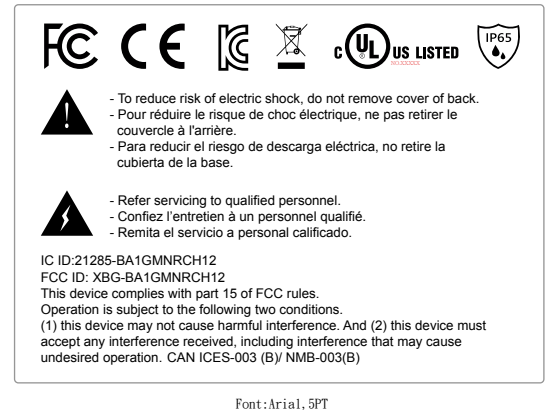 FC CE KC C UL US LISTED IP65
NO.XXXXX
- To reduce risk of electric shock, do not remove cover of back.
- Pour réduire le risque de choc électrique, ne pas retirer le
couvercle à l'arrière.
- Para reducir el riesgo de descarga eléctrica, no retire la
cubierta de la base.
- Refer servicing to qualified personnel.
- Confiez l'entretien à un personnel qualifié.
- Remita el servicio a personal calificado.
IC ID:21285-BA1GMNRCH12
FCC ID: XBG-BA1GMNRCH12
This device complies with part 15 of FCC rules.
Operation is subject to the following two conditions.
(1) this device may not cause harmful interference. And (2) this device must
accept any interference received, including interference that may cause
undesired operation. CAN ICES-003 (B)/ NMB-003(B)
Font:Arial,5PT